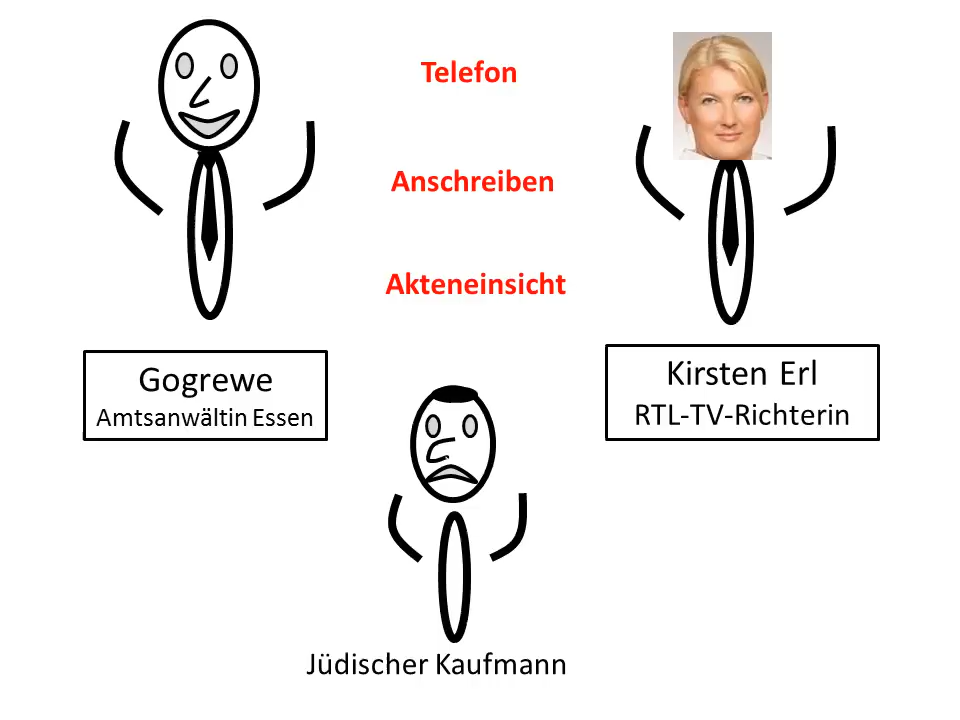 Telefon
Anschreiben
Akteneinsicht
Gogrewe
Amtsanwältin Essen
Kirsten Erl
RTL-TV-Richterin
Jüdischer Kaufmann